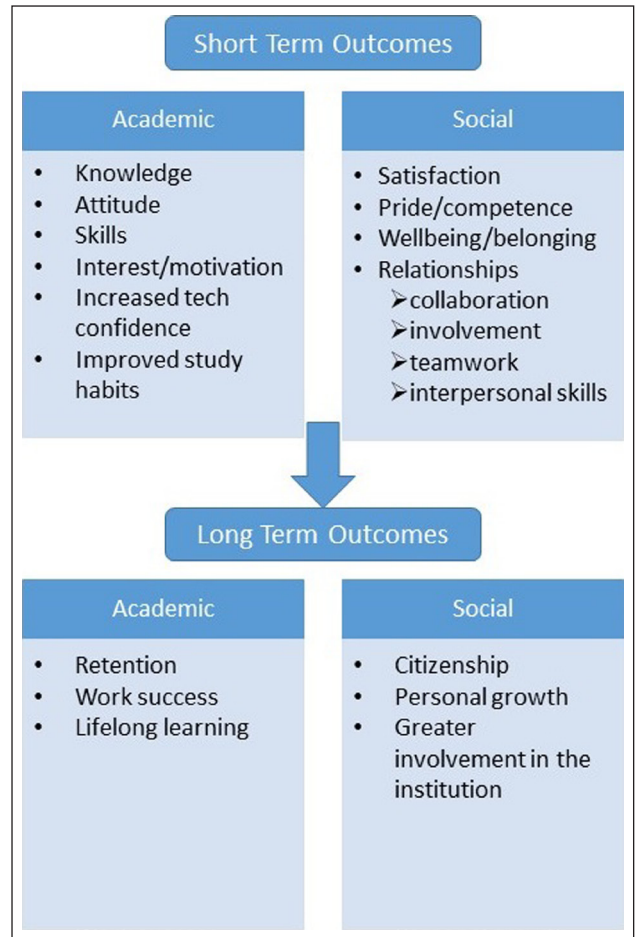 Short Term Outcomes
Academic
• Knowledge
• Attitude
• Skills
• Interest/motivation
• Increased tech
confidence
• Improved study
habits
Social
• Satisfaction
• Pride/competence
• Wellbeing/belonging
• Relationships
➢collaboration
➢involvement
➢teamwork
➢interpersonal skills
Long Term Outcomes
Academic
• Retention
• Work success
• Lifelong learning
Social
• Citizenship
• Personal growth
• Greater
involvement in the
institution